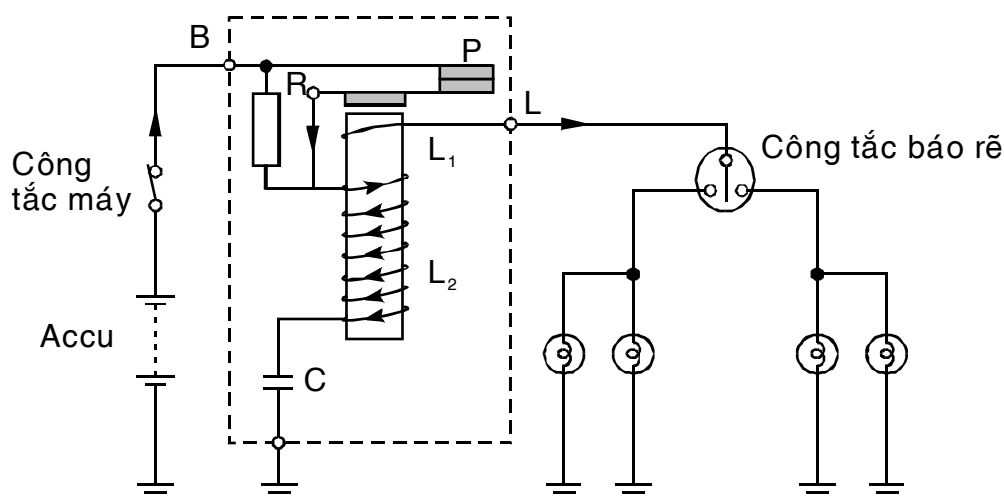 B
P
R
L
L₁
Công tắc báo rẽ
Công
tắc máy
L₂
Accu
C